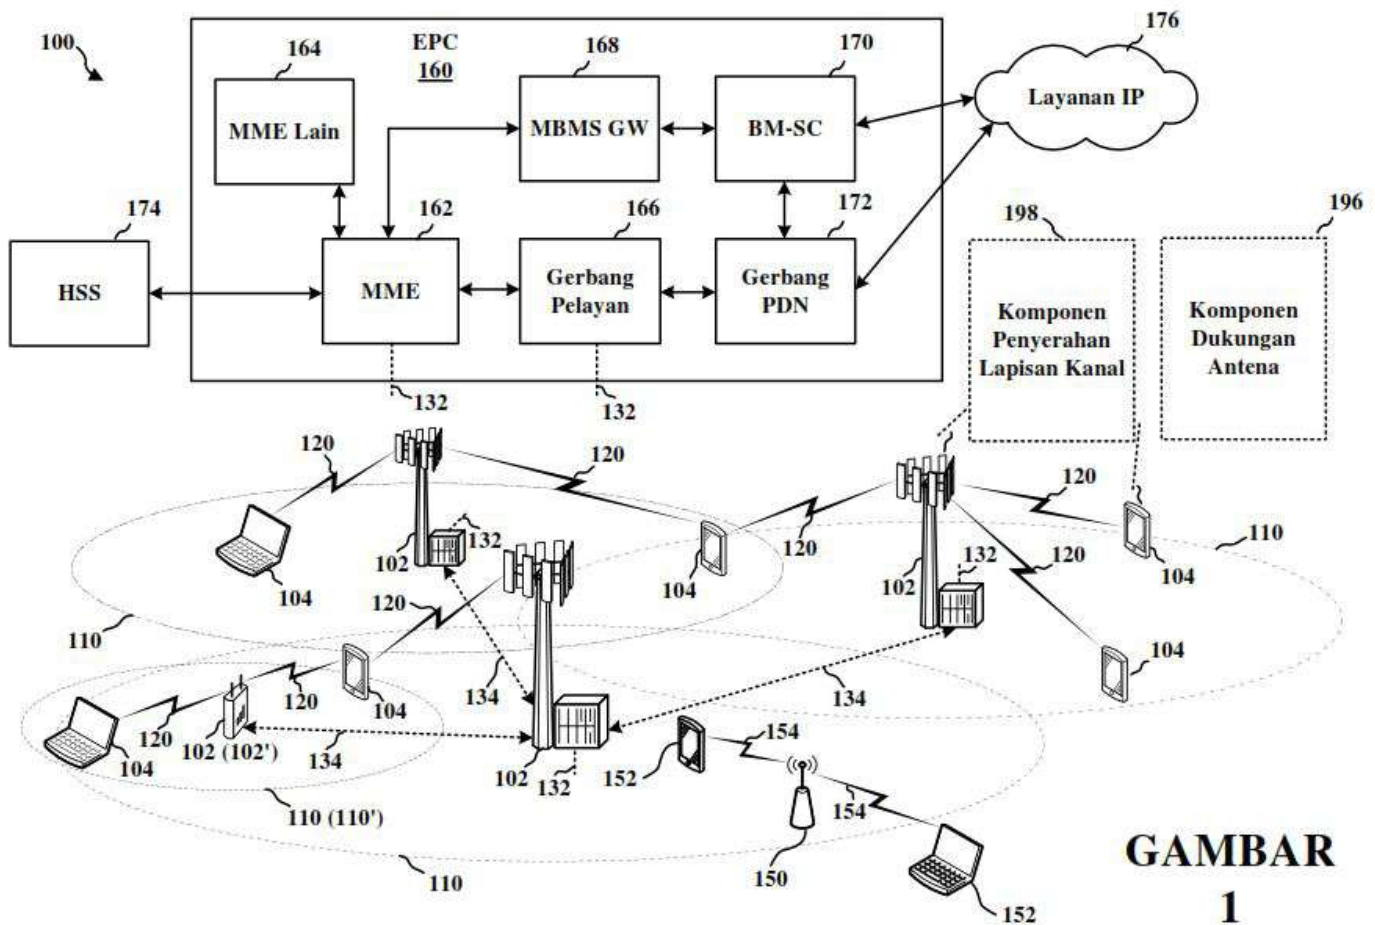 100
EPC
160
164
MME Lain
168
MBMS GW
170
BM-SC
176
Layanan IP
174
HSS
162
MME
166
Gerbang
Pelayan
172
Gerbang
PDN
198
Komponen
Penyerahan
Lapisan Kanal
196
Komponen
Dukungan
Antena
132
132
120
120
120
120
120
132
102
104
104
120
110
102
132
104
110
104
134
134
120
104
120
102 (102')
104
134
102
132
110 (110')
110
152
154
154
150
152
GAMBAR
1